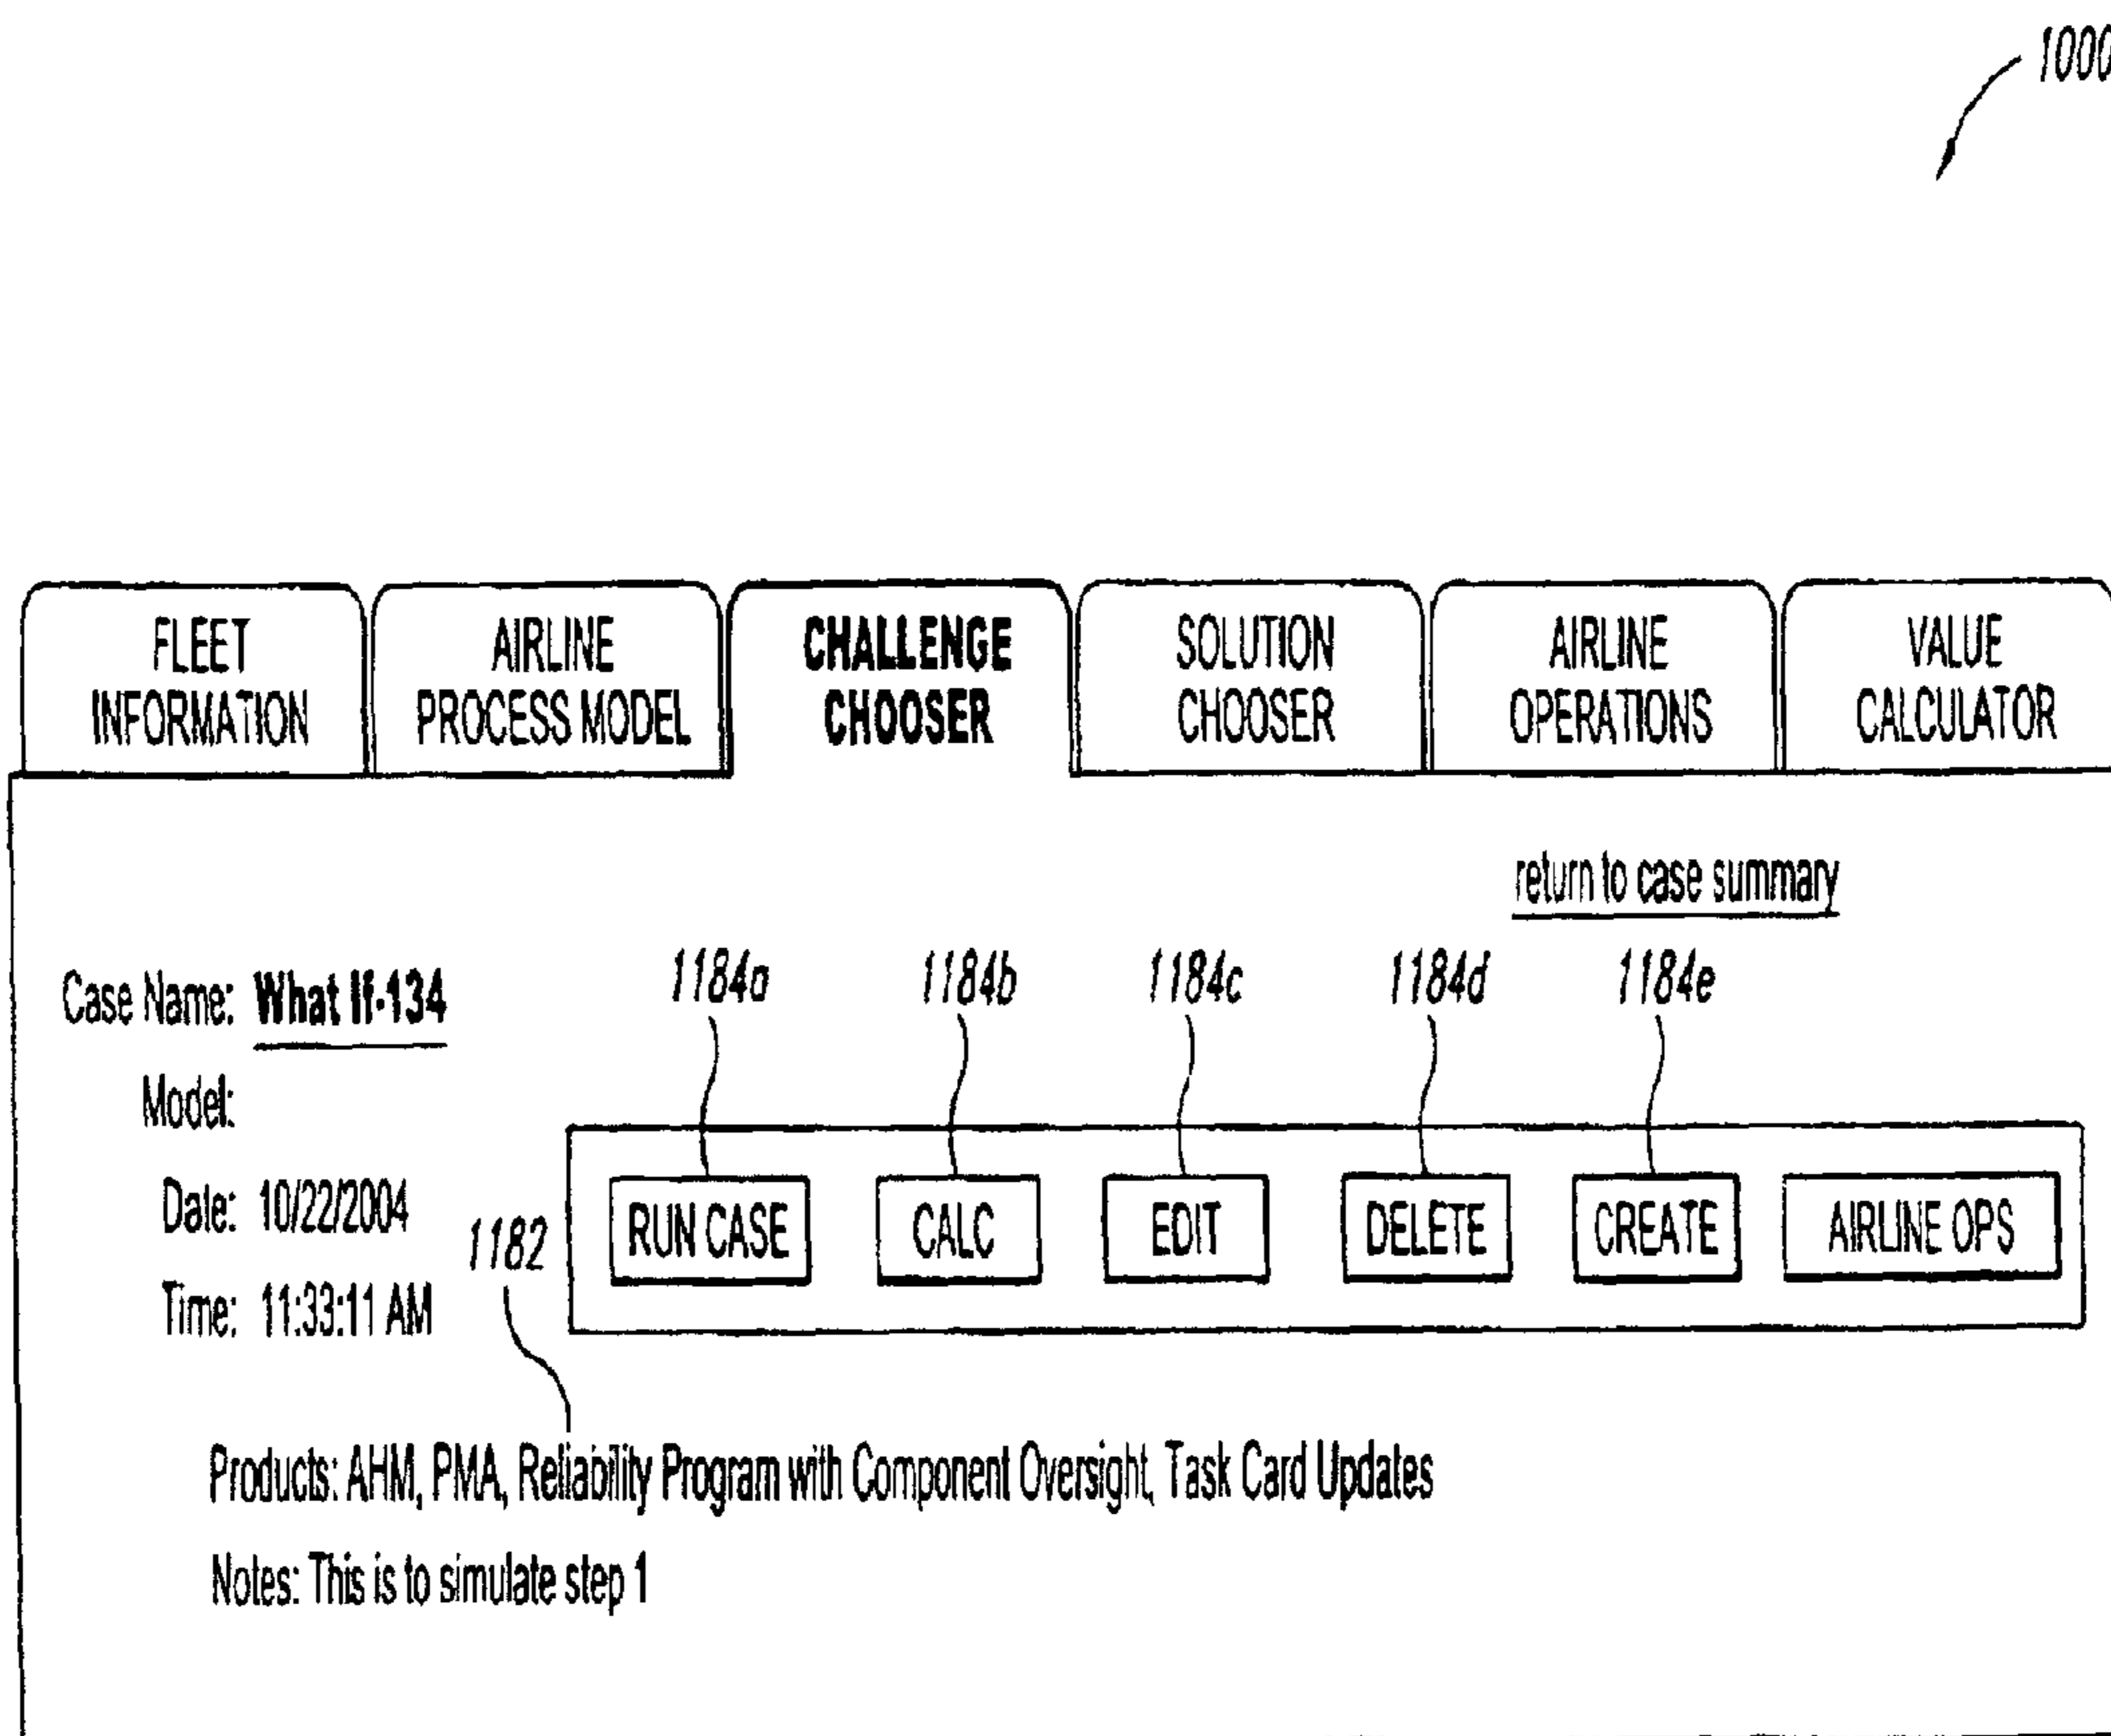 1000
FLEET INFORMATION
AIRLINE PROCESS MODEL
CHALLENGE CHOOSER
SOLUTION CHOOSER
AIRLINE OPERATIONS
VALUE CALCULATOR
return to case summary
1184a 1184b 1184c 1184d 1184e
Case Name: What If-134
Model:
Date: 10/22/2004
Time: 11:33:11 AM
1182
RUN CASE CALC EDIT DELETE CREATE AIRLINE OPS
Products: AHM, PMA, Reliability Program with Component Oversight, Task Card Updates
Notes: This is to simulate step 1